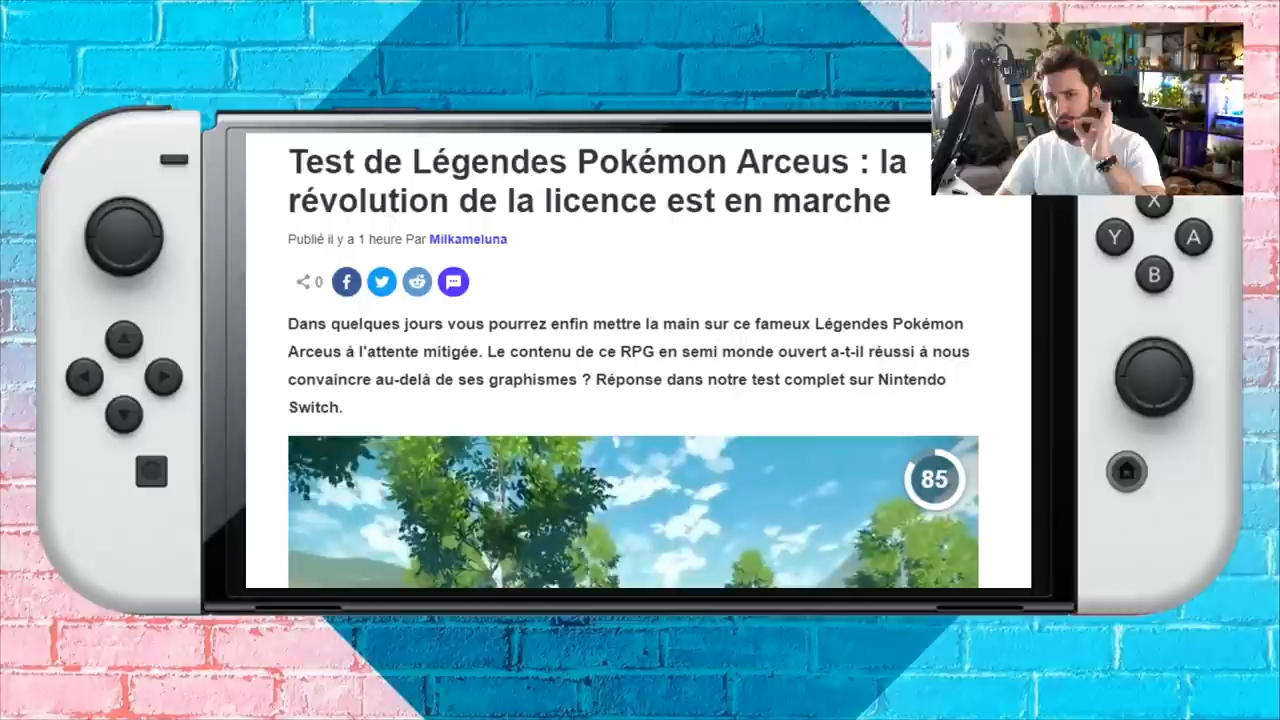 Test de Légendes Pokémon Arceus : la
révolution de la licence est en marche
Publié il y a 1 heure Par Milkameluna
0
Dans quelques jours vous pourrez enfin mettre la main sur ce fameux Légendes Pokémon
Arceus à l'attente mitigée. Le contenu de ce RPG en semi monde ouvert a-t-il réussi à nous
convaincre au-delà de ses graphismes ? Réponse dans notre test complet sur Nintendo
Switch.
85
X
Y A
B